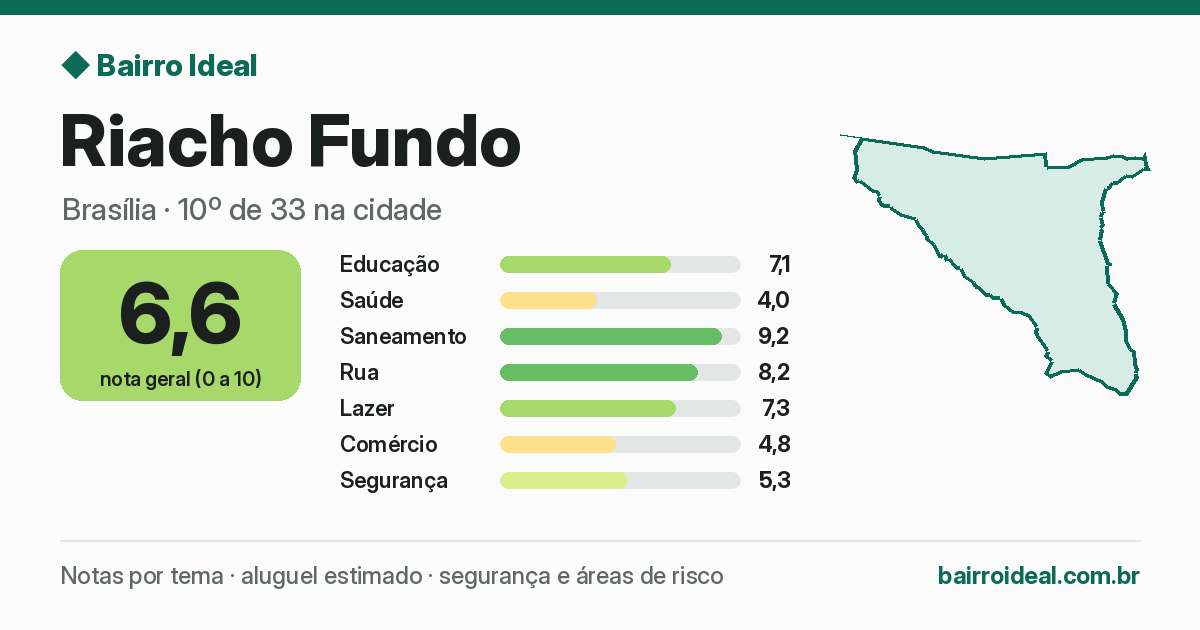 Bairro Ideal
Riacho Fundo
Brasília · 10º de 33 na cidade
6,6
nota geral (0 a 10)
Educação 7,1
Saúde 4,0
Saneamento 9,2
Rua 8,2
Lazer 7,3
Comércio 4,8
Segurança 5,3
Notas por tema · aluguel estimado · segurança e áreas de risco
bairroideal.com.br